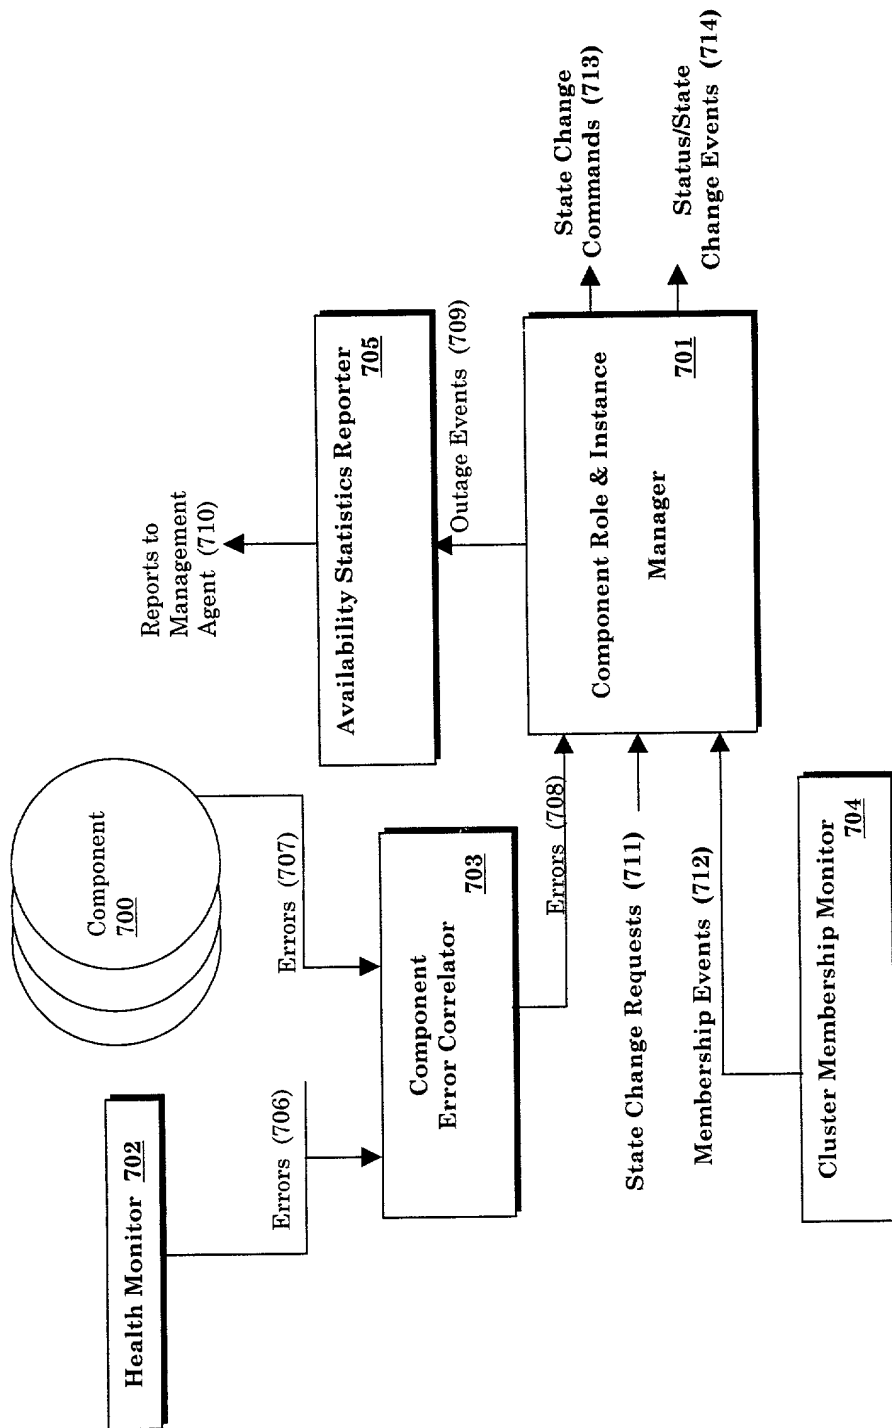 Health Monitor 702
Component
700
Errors (706)
Errors (707)
Component
Error Correlator
703
Reports to
Management
Agent (710)
Availability Statistics Reporter
705
Outage Events (709)
Errors (708)
State Change Requests (711)
Membership Events (712)
Component Role & Instance
Manager
701
State Change
Commands (713)
Status/State
Change Events (714)
Cluster Membership Monitor
704